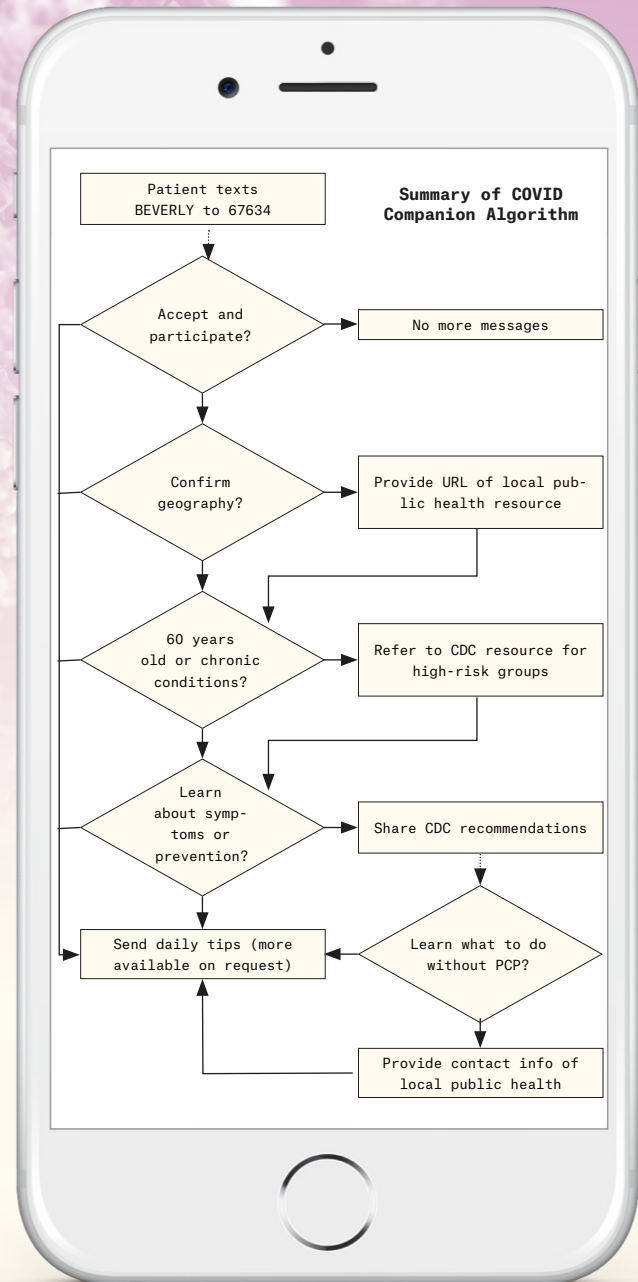 Patient texts
BEVERLY to 67634
Summary of COVID
Companion Algorithm
Accept and
participate?
No more messages
Confirm
geography?
Provide URL of local pub-
lic health resource
60 years
old or chronic
conditions?
Refer to CDC resource for
high-risk groups
Learn
about symp-
toms or
prevention?
Share CDC recommendations
Send daily tips (more
available on request)
Learn what to do
without PCP?
Provide contact info of
local public health